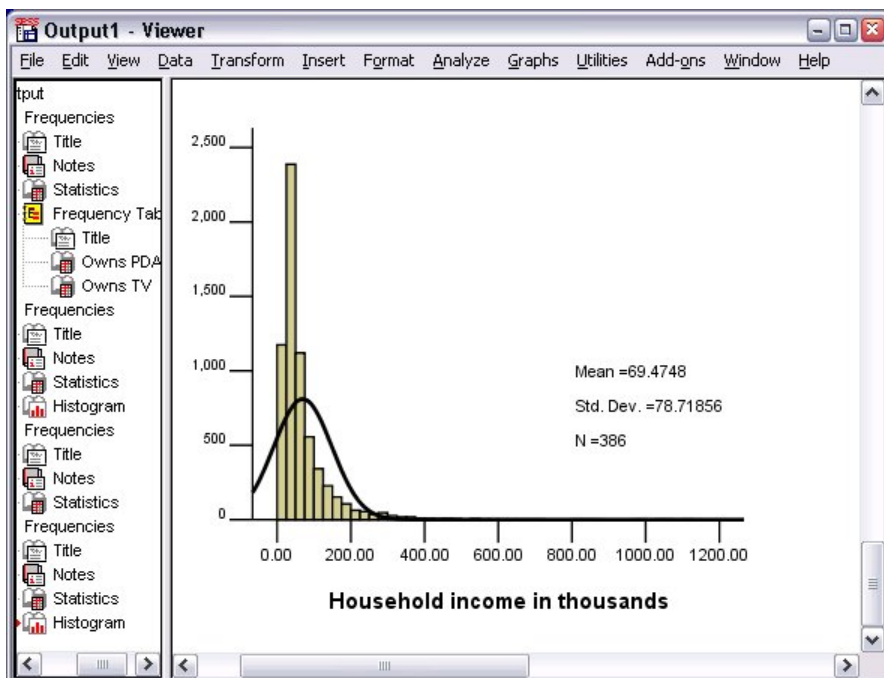 Output1 - Viewer
File Edit View Data Transform Insert Format Analyze Graphs Utilities Add-ons Window Help
tput
Frequencies
Title
Notes
Statistics
Frequency Tab
Title
Owns PDA
Owns TV
Frequencies
Title
Notes
Statistics
Histogram
Frequencies
Title
Notes
Statistics
Frequencies
Title
Notes
Statistics
Histogram
2,500
2,000
1,500
1,000
500
0
Mean =69.4748
Std. Dev. =78.71856
N =386
0.00 200.00 400.00 600.00 800.00 1000.00 1200.00
Household income in thousands